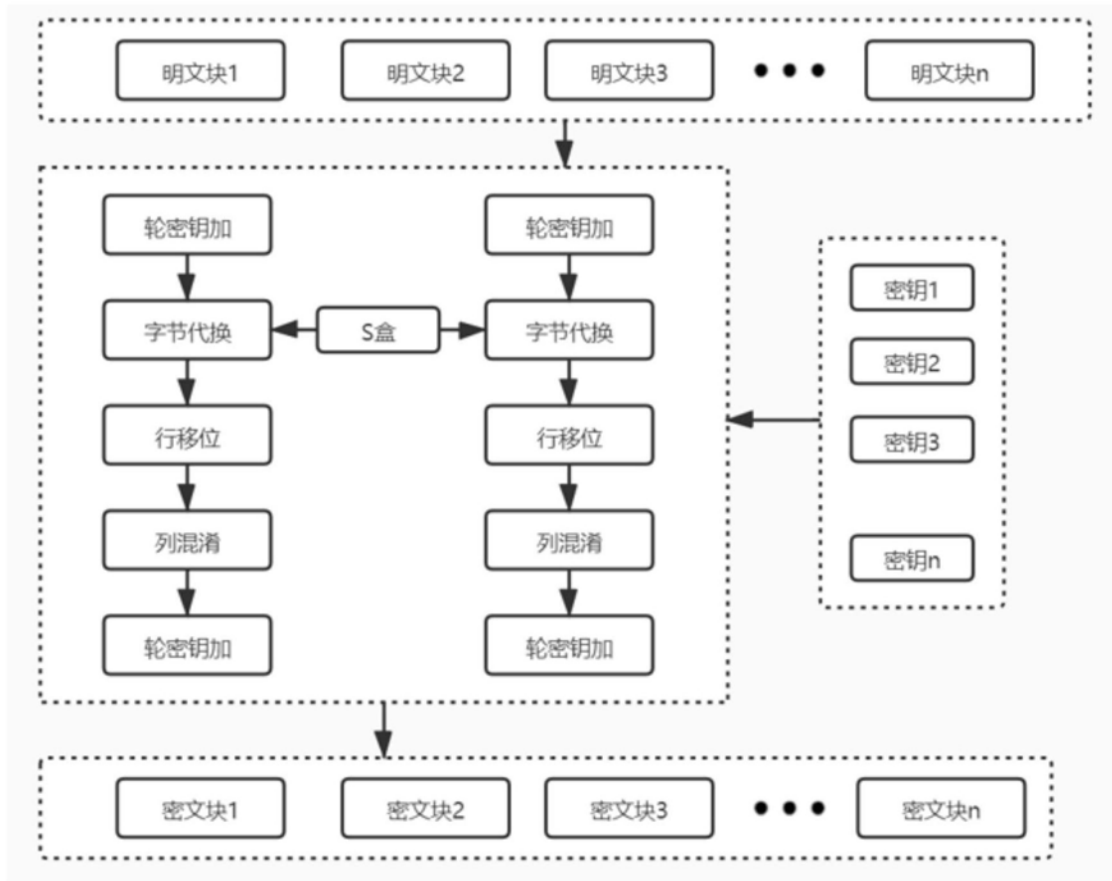 明文块1
明文块2
明文块3
明文块n
轮密钥加
轮密钥加
字节代换
S盒
字节代换
行移位
行移位
列混淆
列混淆
轮密钥加
轮密钥加
密钥1
密钥2
密钥3
密钥n
密文块1
密文块2
密文块3
密文块n